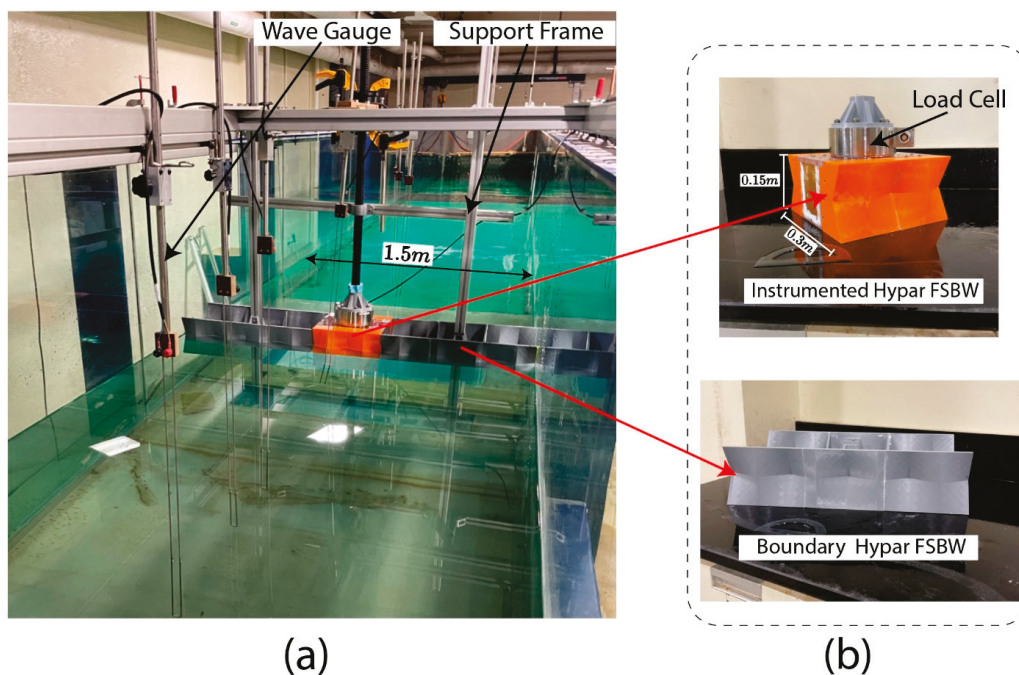 Wave Gauge
Support Frame
1.5m
(a)
Load Cell
0.15m
0.3m
Instrumented Hypar FSBW
Boundary Hypar FSBW
(b)